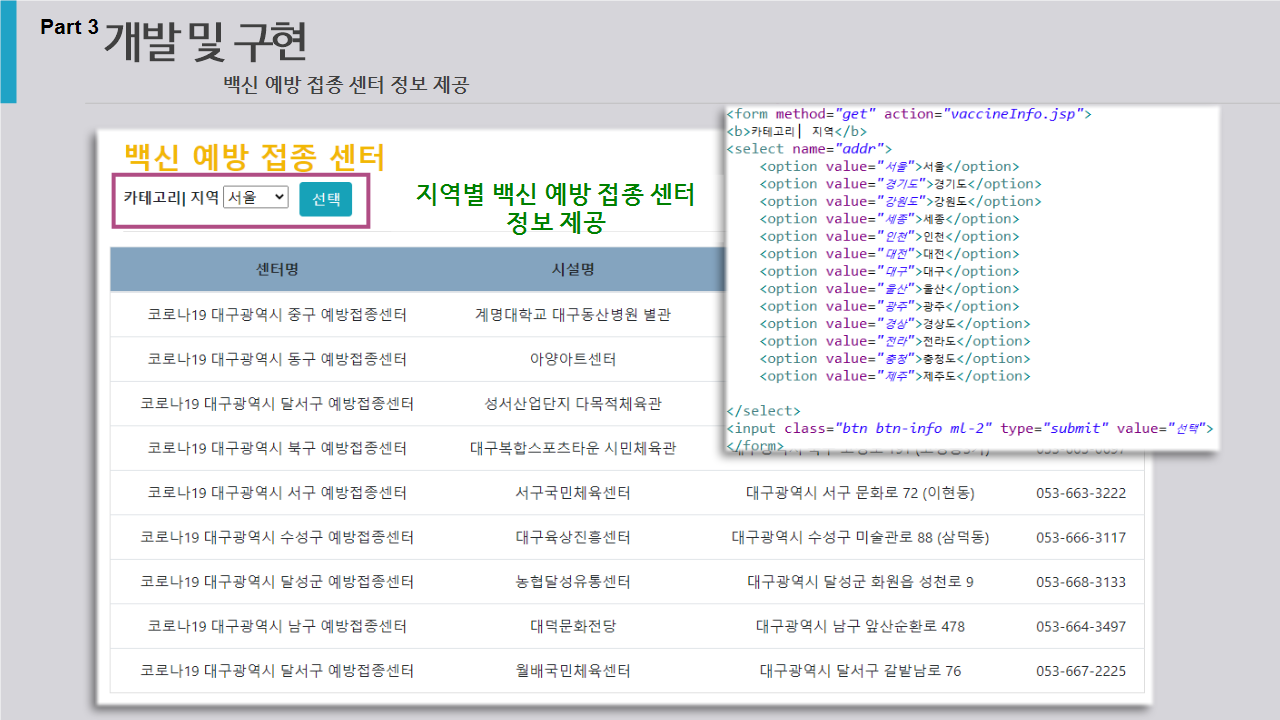 Part 3 개발 및 구현
백신 예방 접종 센터 정보 제공
백신 예방 접종 센터
카테고리| 지역 서울 선택
지역별 백신 예방 접종 센터
정보 제공
센터명 시설명
코로나19 대구광역시 중구 예방접종센터 계명대학교 대구동산병원 별관
코로나19 대구광역시 동구 예방접종센터 아양아트센터
코로나19 대구광역시 달서구 예방접종센터 성서산업단지 다목적체육관
코로나19 대구광역시 북구 예방접종센터 대구복합스포츠타운 시민체육관
코로나19 대구광역시 서구 예방접종센터 서구국민체육센터 대구광역시 서구 문화로 72 (이현동) 053-663-3222
코로나19 대구광역시 수성구 예방접종센터 대구육상진흥센터 대구광역시 수성구 미술관로 88 (삼덕동) 053-666-3117
코로나19 대구광역시 달성군 예방접종센터 농협달성유통센터 대구광역시 달성군 화원읍 성천로 9 053-668-3133
코로나19 대구광역시 남구 예방접종센터 대덕문화전당 대구광역시 남구 앞산순환로 478 053-664-3497
코로나19 대구광역시 달서구 예방접종센터 월배국민체육센터 대구광역시 달서구 갈밭남로 76 053-667-2225
<form method="get" action="vaccineInfo.jsp">
<b>카테고리| 지역</b>
<select name="addr">
<option value="서울">서울</option>
<option value="경기도">경기도</option>
<option value="강원도">강원도</option>
<option value="세종">세종</option>
<option value="인천">인천</option>
<option value="대전">대전</option>
<option value="대구">대구</option>
<option value="울산">울산</option>
<option value="광주">광주</option>
<option value="경상">경상도</option>
<option value="전라">전라도</option>
<option value="충청">충청도</option>
<option value="제주">제주도</option>
</select>
<input class="btn btn-info ml-2" type="submit" value="선택">
</form>